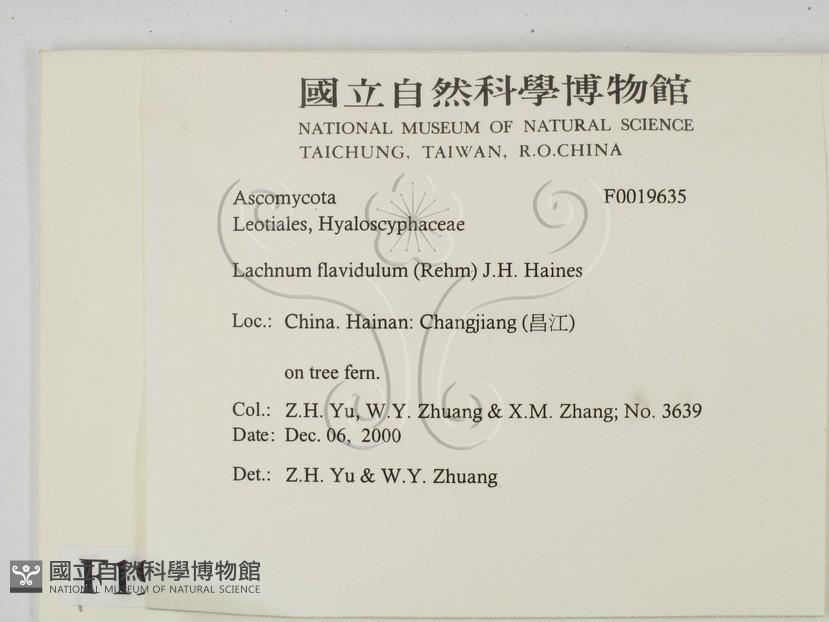 國立自然科學博物館
NATIONAL MUSEUM OF NATURAL SCIENCE
TAICHUNG, TAIWAN, R.O.CHINA
Ascomycota F0019635
Leotiales, Hyaloscyphaceae
Lachnum flavidulum (Rehm) J.H. Haines
Loc.: China. Hainan: Changjiang (昌江)
on tree fern.
Col.: Z.H. Yu, W.Y. Zhuang & X.M. Zhang; No. 3639
Date: Dec. 06, 2000
Det.: Z.H. Yu & W.Y. Zhuang
國立自然科學博物館
NATIONAL MUSEUM OF NATURAL SCIENCE